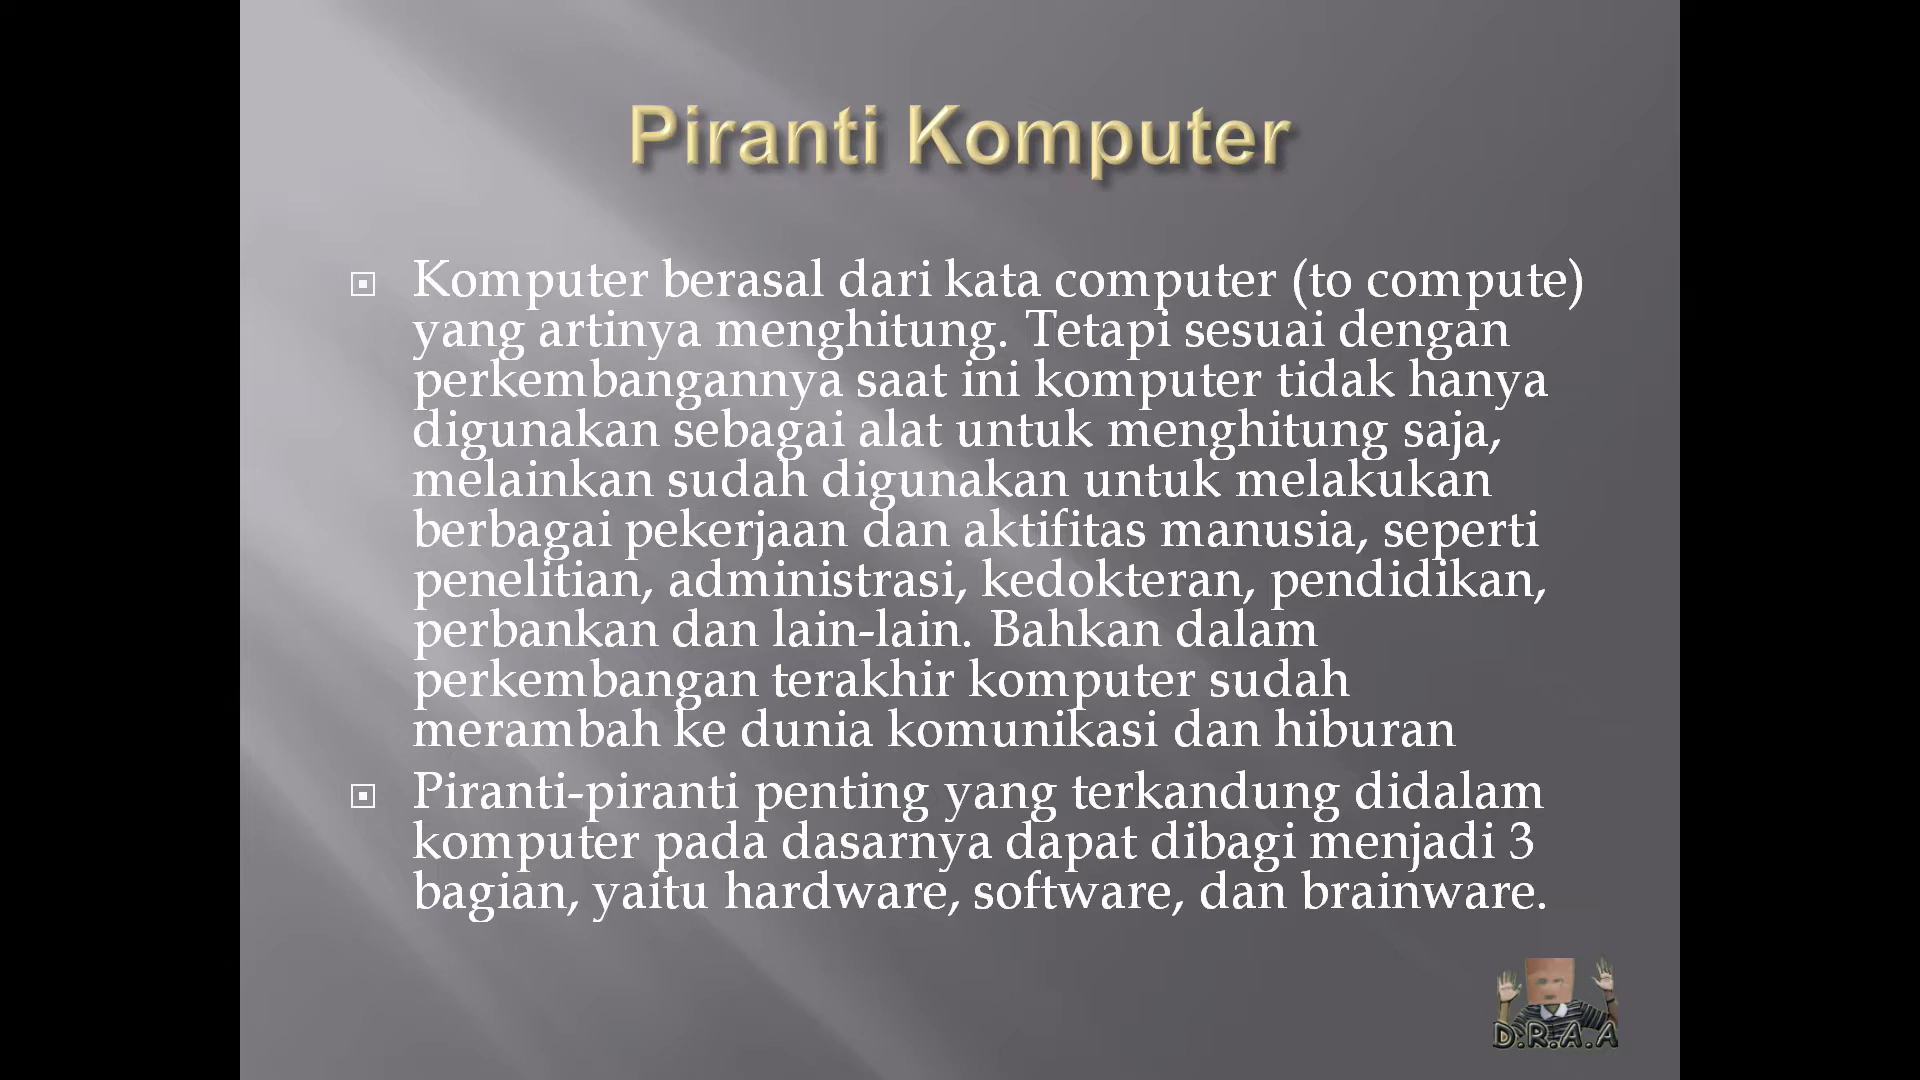 Piranti Komputer
Komputer berasal dari kata computer (to compute)
yang artinya menghitung. Tetapi sesuai dengan
perkembangannya saat ini komputer tidak hanya
digunakan sebagai alat untuk menghitung saja,
melainkan sudah digunakan untuk melakukan
berbagai pekerjaan dan aktifitas manusia, seperti
penelitian, administrasi, kedokteran, pendidikan,
perbankan dan lain-lain. Bahkan dalam
perkembangan terakhir komputer sudah
merambah ke dunia komunikasi dan hiburan
Piranti-piranti penting yang terkandung didalam
komputer pada dasarnya dapat dibagi menjadi 3
bagian, yaitu hardware, software, dan brainware.
D.R.A.A